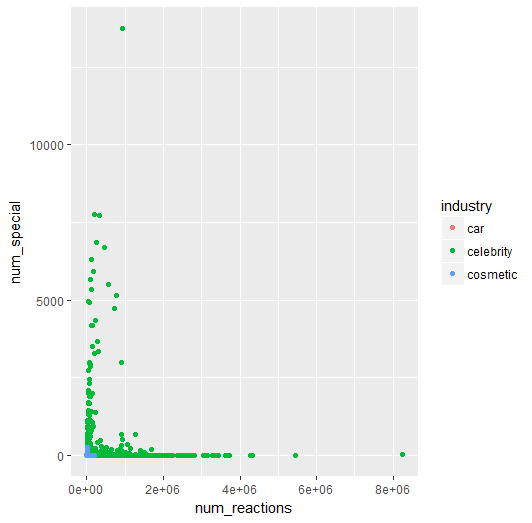 num_special
10000
5000
0
0e+00 2e+06 4e+06 6e+06 8e+06
num_reactions
industry
car
celebrity
cosmetic